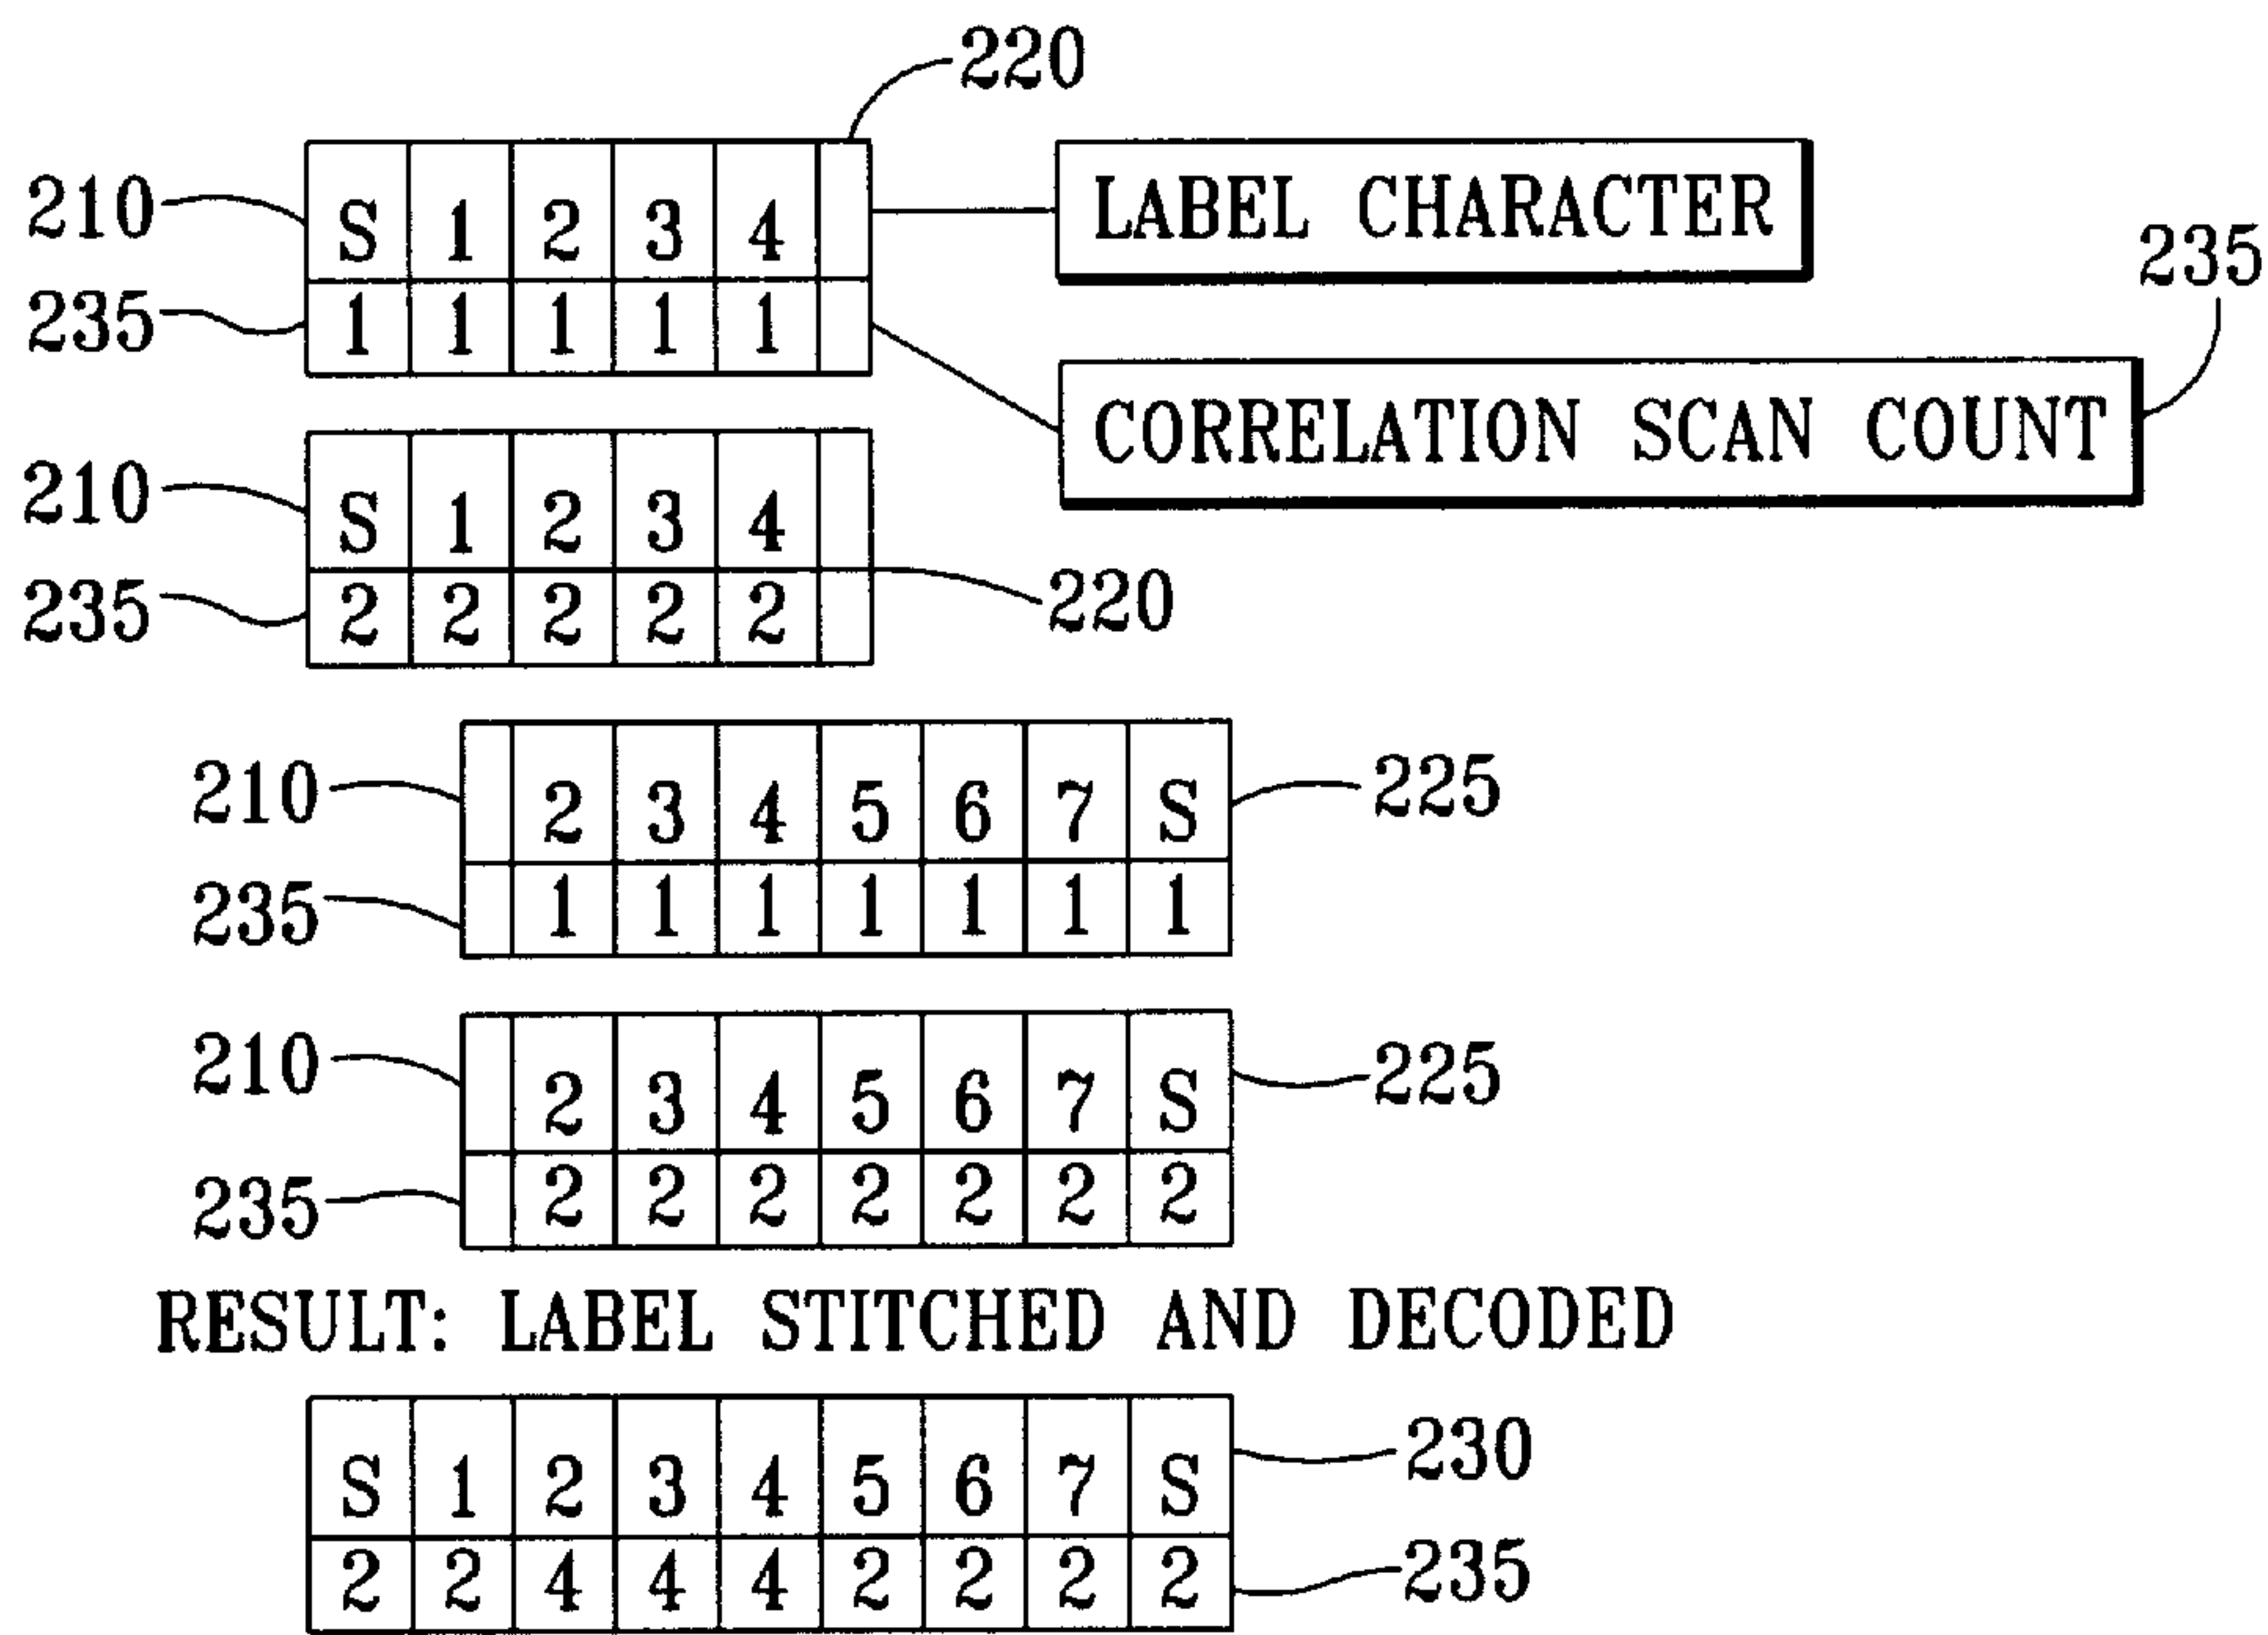 220
210 S 1 2 3 4 LABEL CHARACTER
235 1 1 1 1 1
235
210 S 1 2 3 4 CORRELATION SCAN COUNT
235 2 2 2 2 2 220
210 2 3 4 5 6 7 S 225
235 1 1 1 1 1 1 1
210 2 3 4 5 6 7 S 225
235 2 2 2 2 2 2 2
RESULT: LABEL STITCHED AND DECODED
S 1 2 3 4 5 6 7 S 230
2 2 4 4 4 2 2 2 2 235